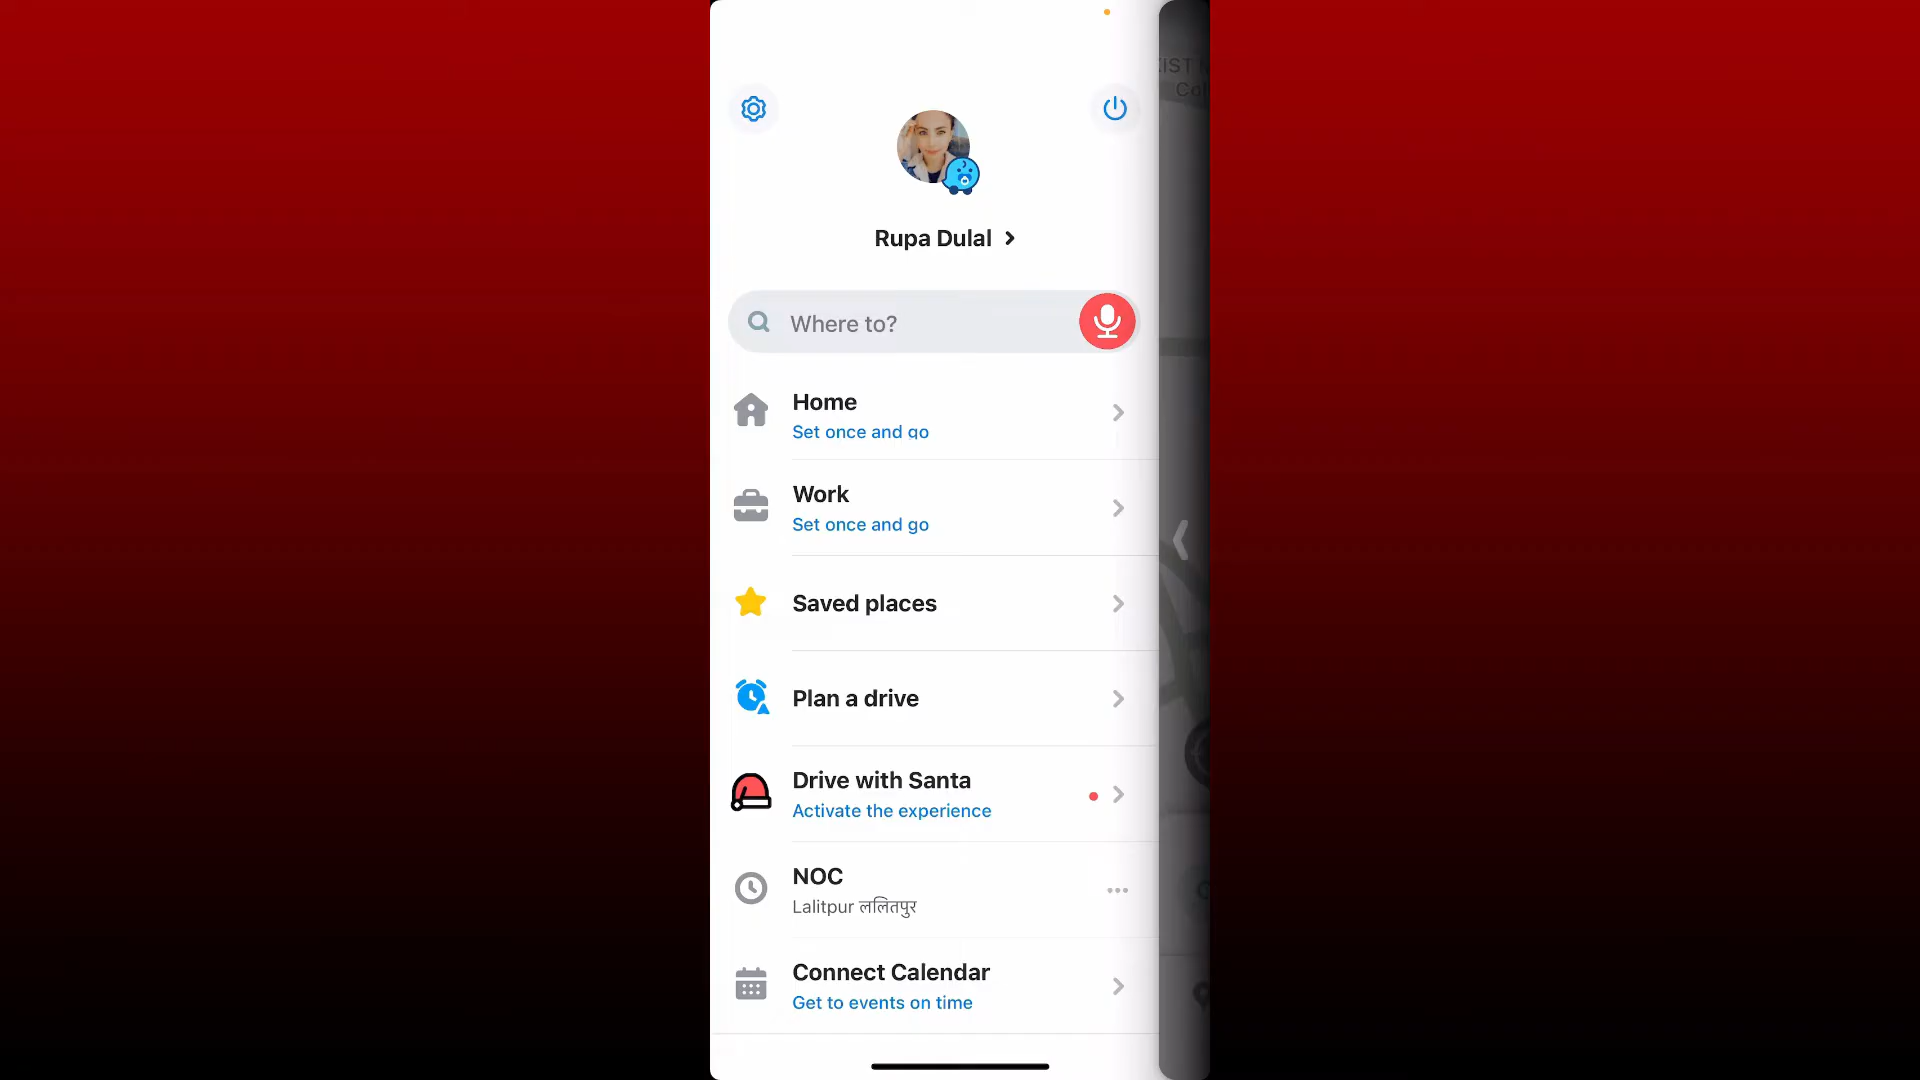 Rupa Dulal
Where to?
Home
Set once and go
Work
Set once and go
Saved places
Plan a drive
Drive with Santa
Activate the experience
NOC
Lalitpur ललितपुर
Connect Calendar
Get to events on time